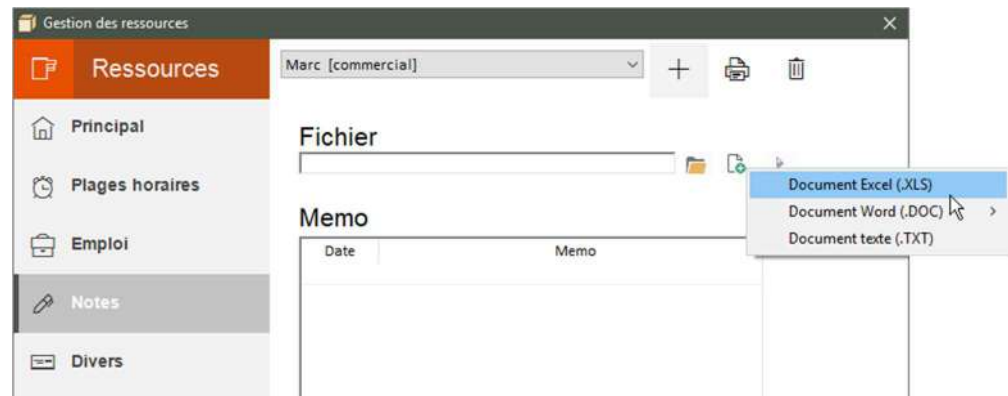 Gestion des ressources
Ressources
Marc [commercial]
Principal
Plages horaires
Emploi
Notes
Divers
Fichier
Document Excel (.XLS)
Document Word (.DOC)
Document texte (.TXT)
Memo
Date Memo